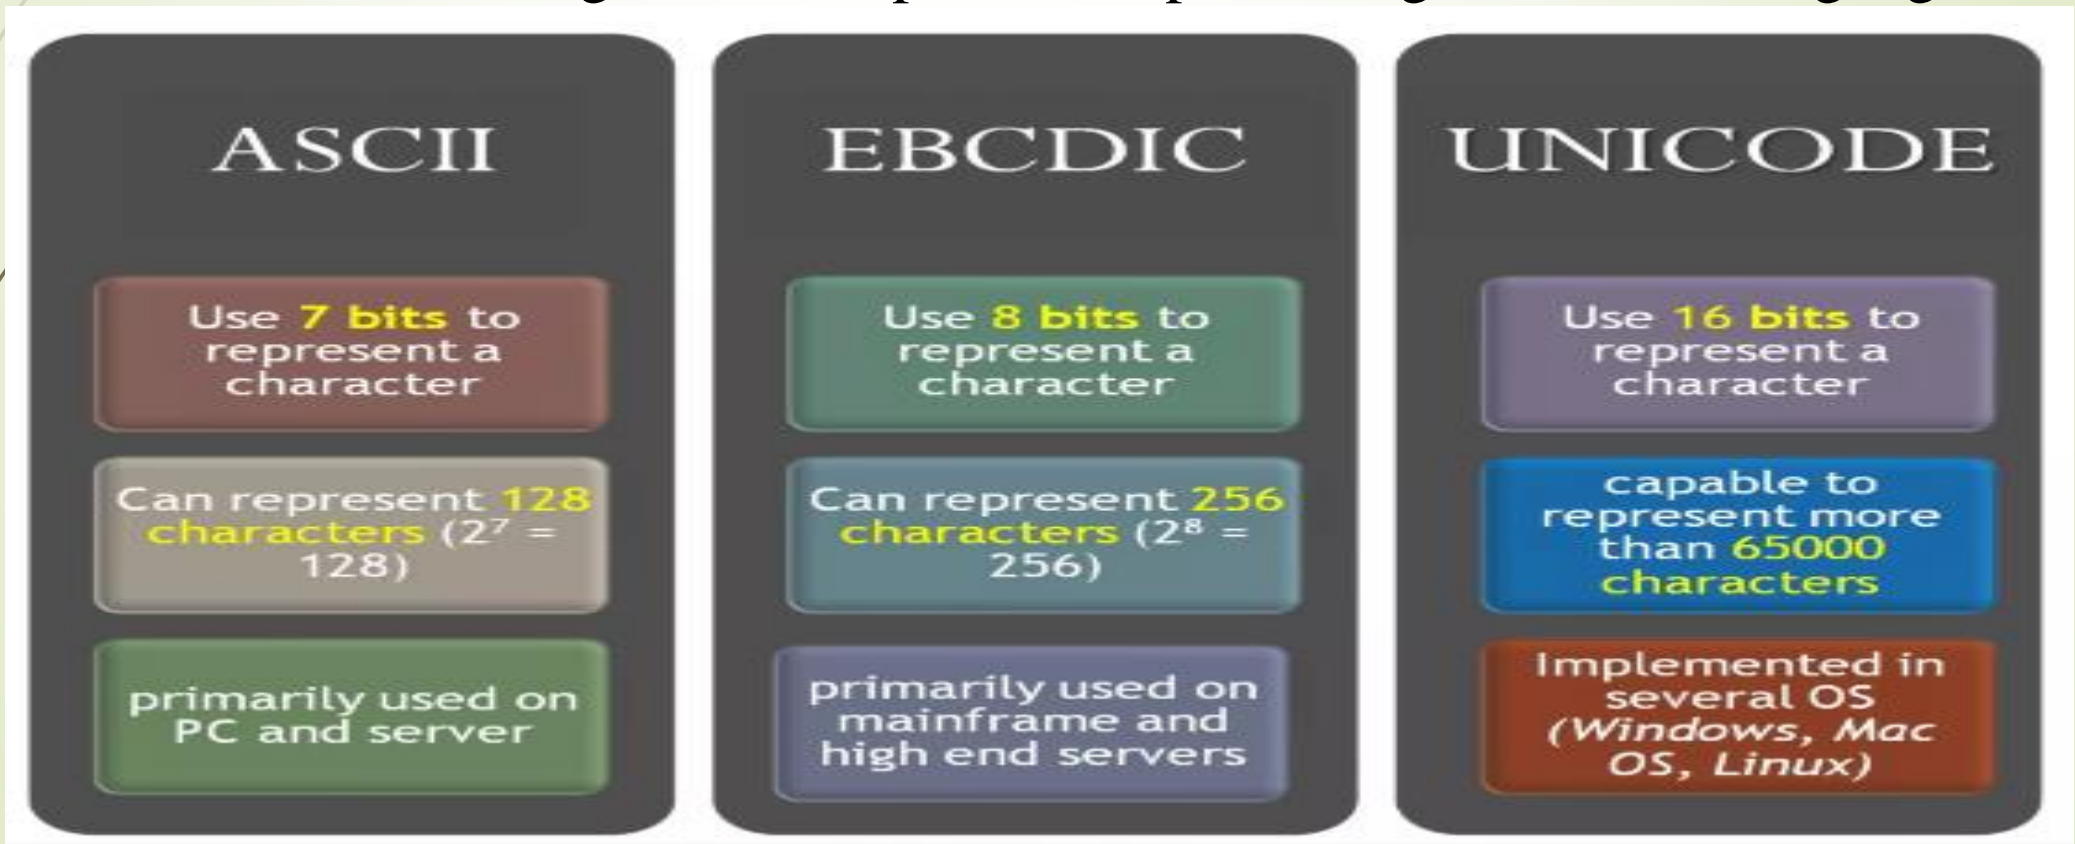 ASCII
Use 7 bits to
represent a
character
Can represent 128
characters (2⁷ =
128)
primarily used on
PC and server
EBCDIC
Use 8 bits to
represent a
character
Can represent 256
characters (2⁸ =
256)
primarily used on
mainframe and
high end servers
UNICODE
Use 16 bits to
represent a
character
capable to
represent more
than 65000
characters
Implemented in
several OS
(Windows, Mac
OS, Linux)